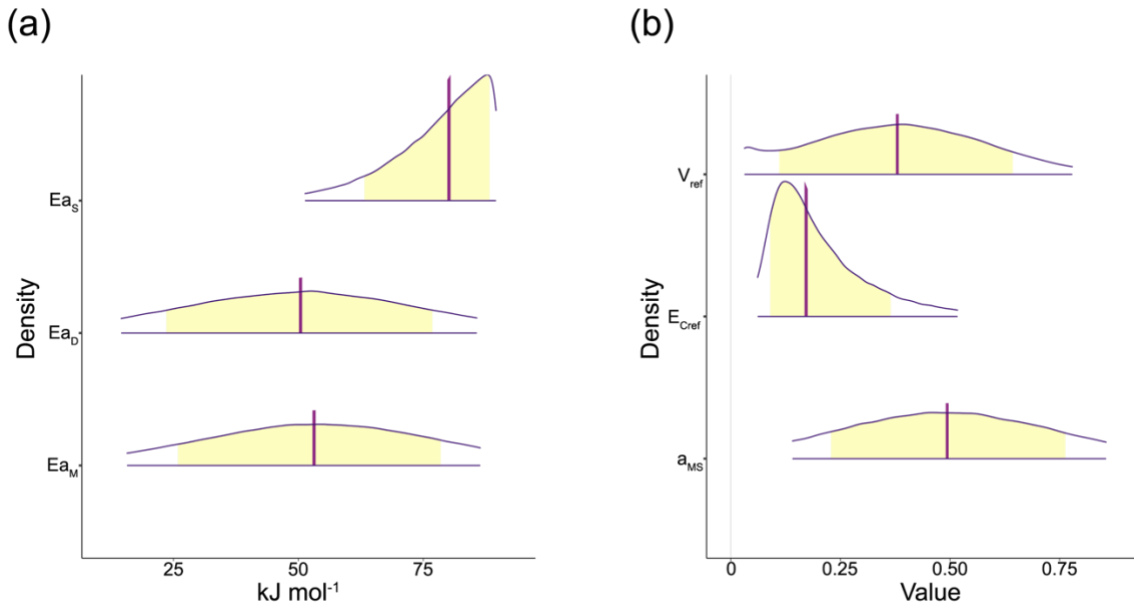 (a)
(b)
Density
Ea_S
Ea_D
Ea_M
25 50 75
kJ mol⁻¹
Density
V_ref
E_Cref
a_MS
0 0.25 0.50 0.75
Value